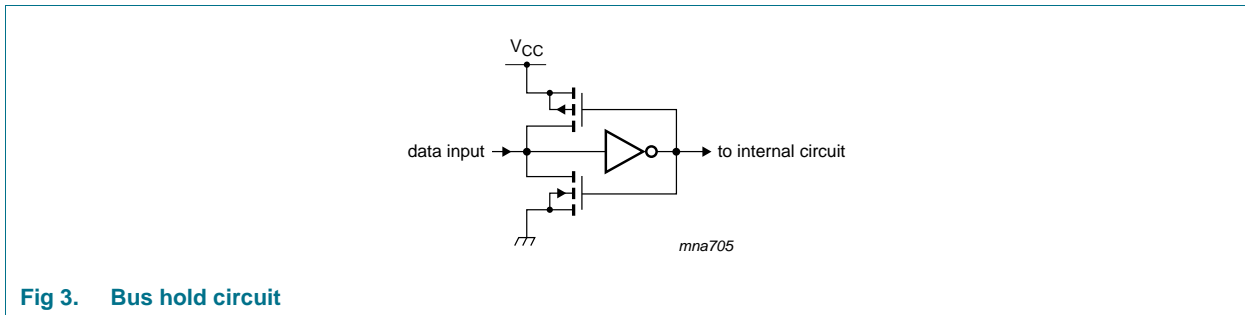 VCC
data input
to internal circuit
mna705
Fig 3. Bus hold circuit